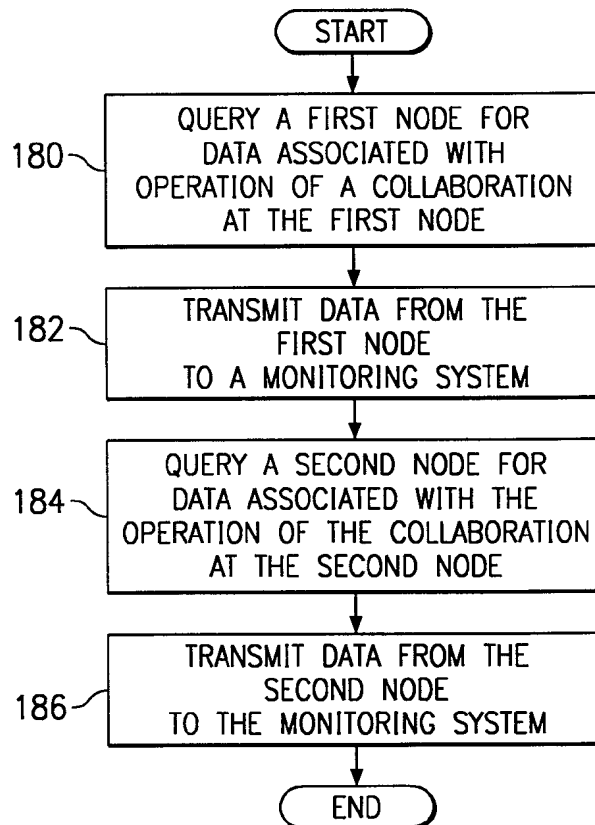 START
180
QUERY A FIRST NODE FOR
DATA ASSOCIATED WITH
OPERATION OF A COLLABORATION
AT THE FIRST NODE
182
TRANSMIT DATA FROM THE
FIRST NODE
TO A MONITORING SYSTEM
184
QUERY A SECOND NODE FOR
DATA ASSOCIATED WITH THE
OPERATION OF THE COLLABORATION
AT THE SECOND NODE
186
TRANSMIT DATA FROM THE
SECOND NODE
TO THE MONITORING SYSTEM
END